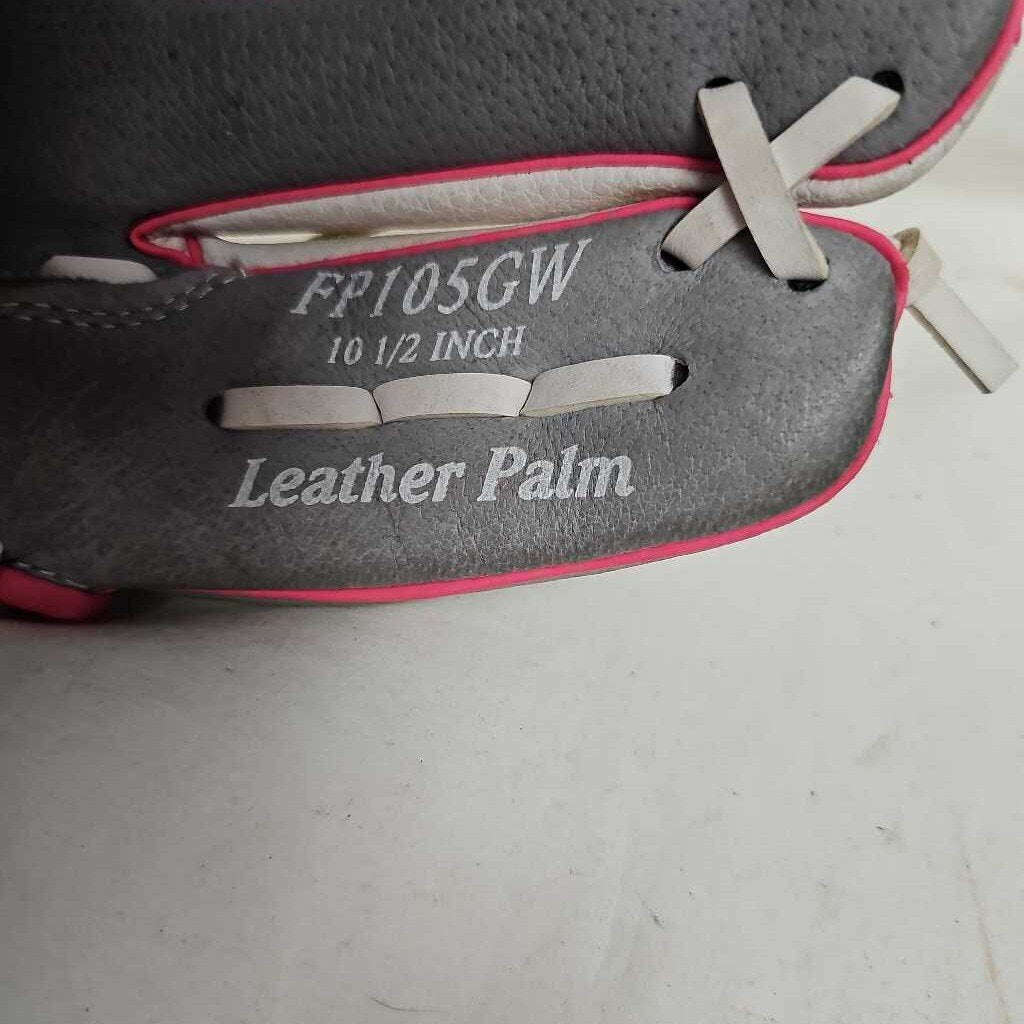 FP105GW
10 1/2 INCH
Leather Palm